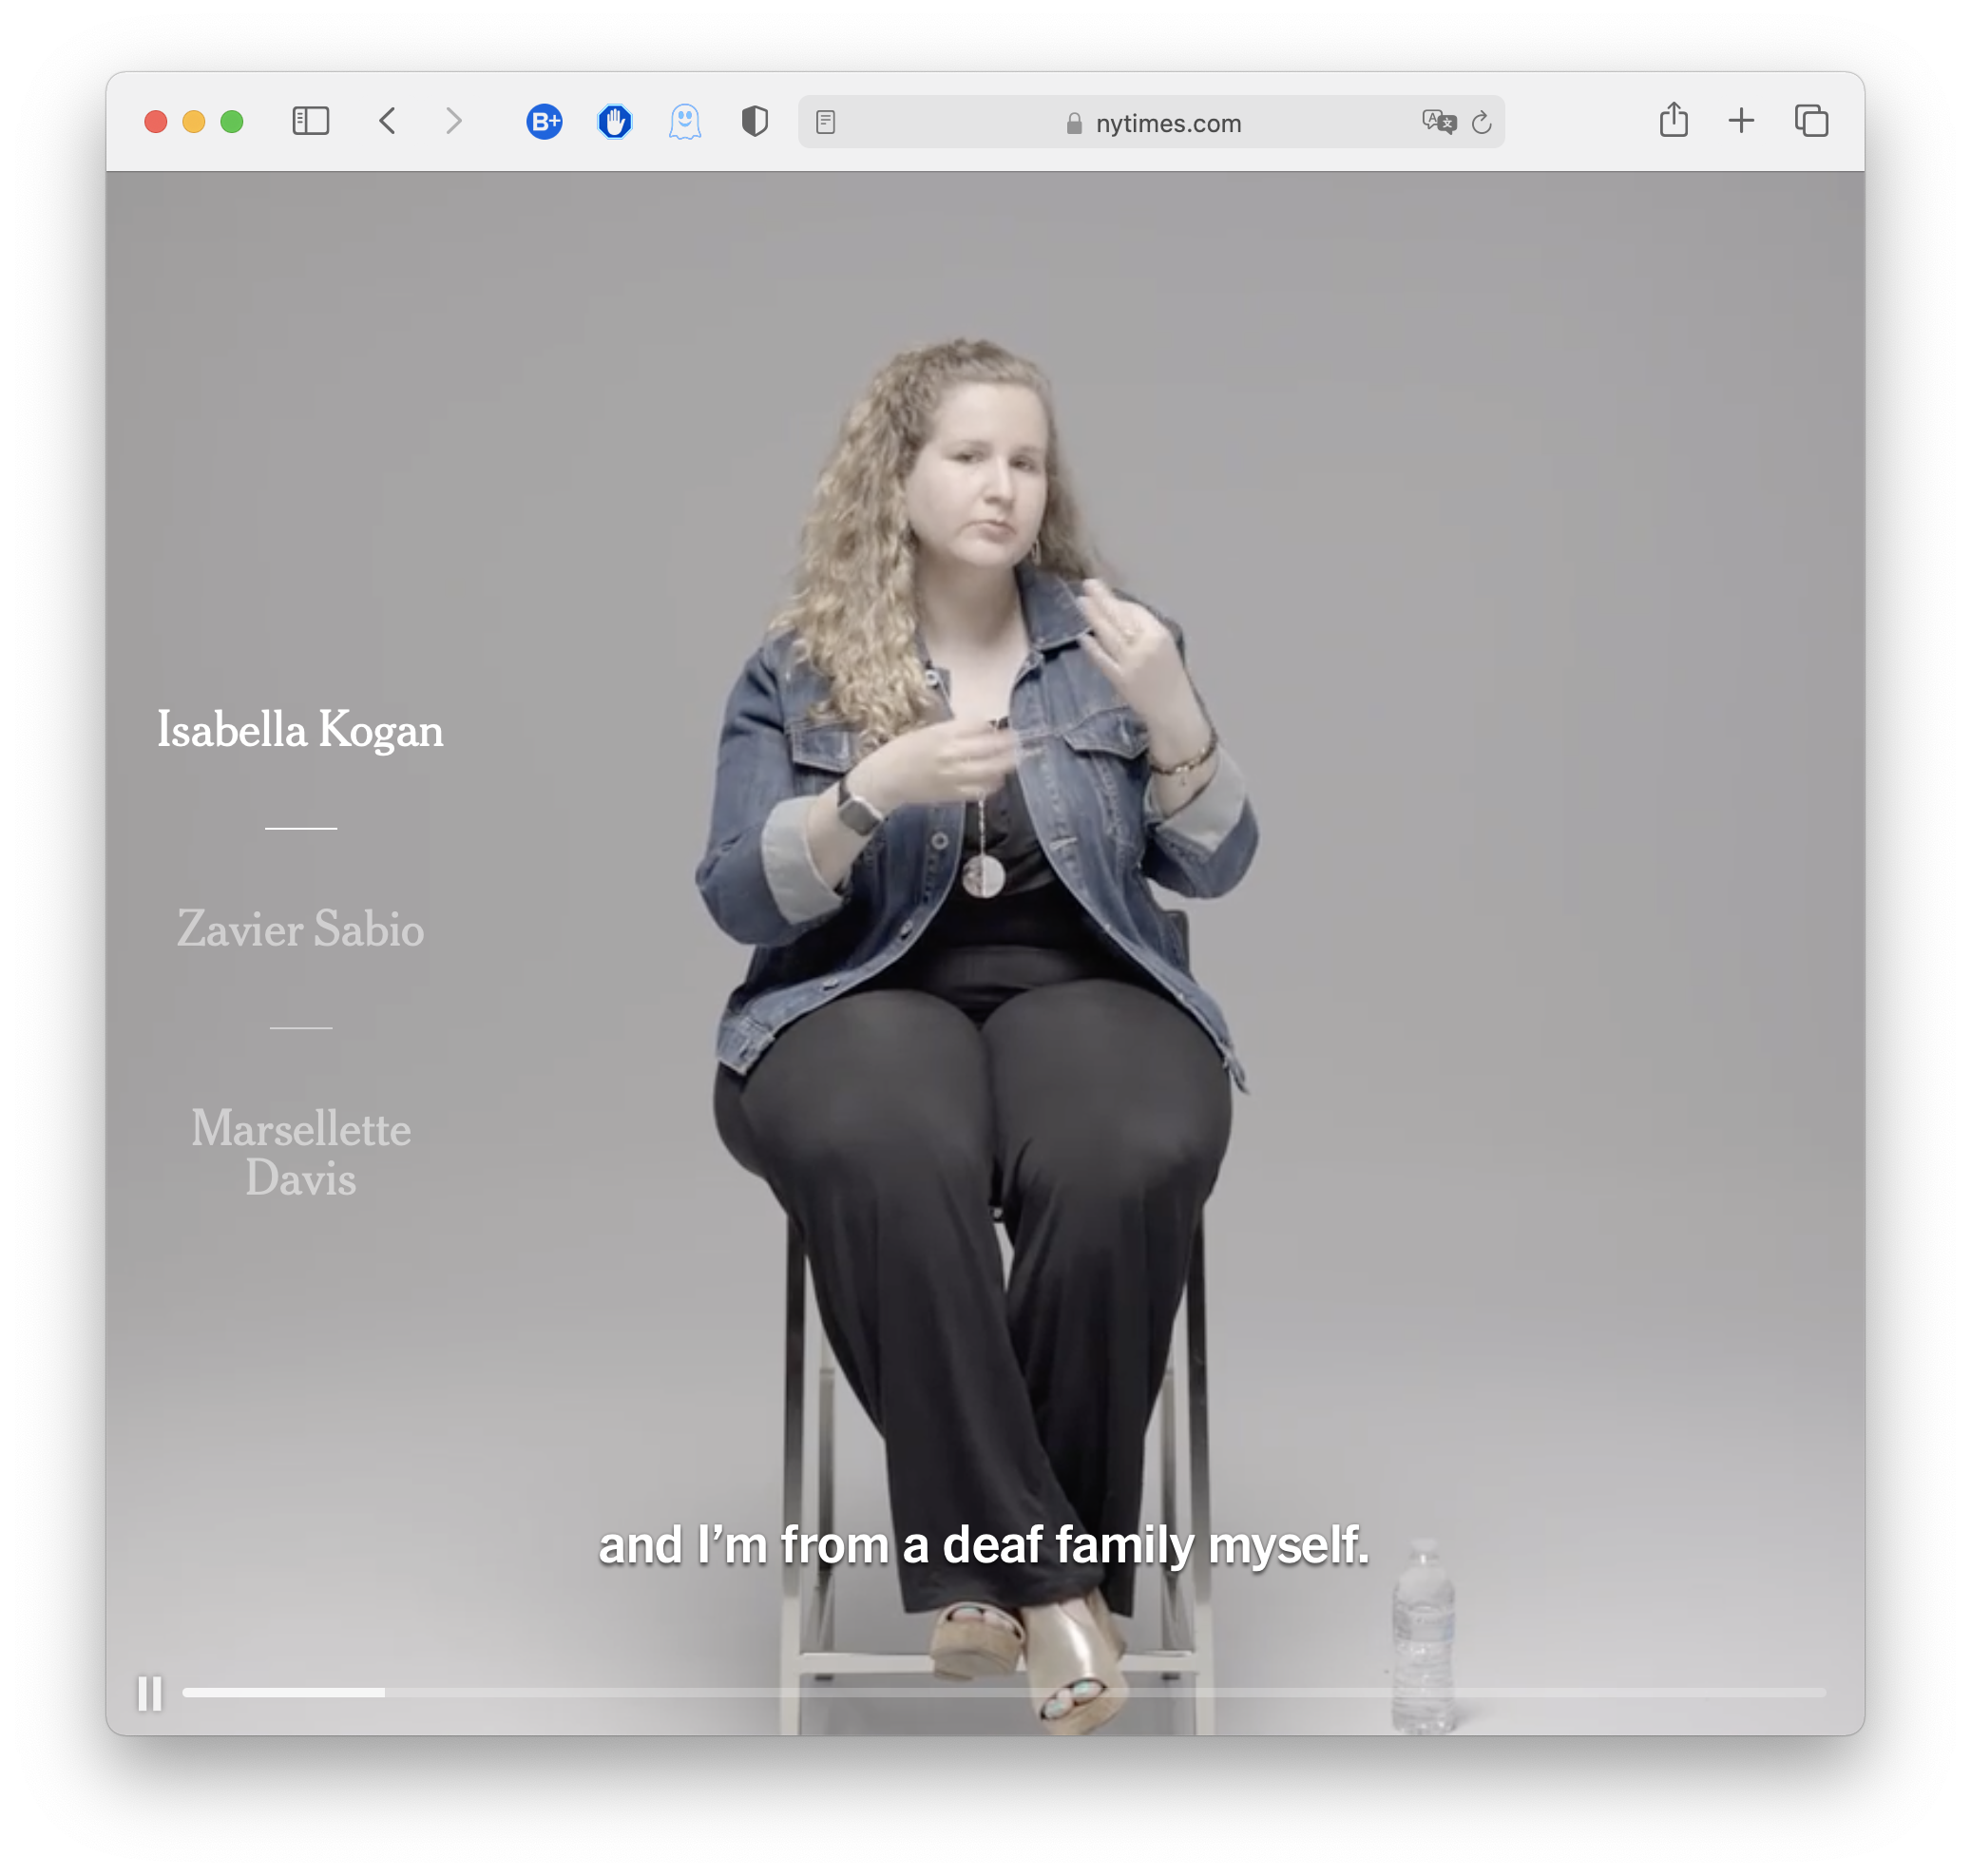 B+
nytimes.com
Isabella Kogan
Zavier Sabio
Marsellette
Davis
and I’m from a deaf family myself.